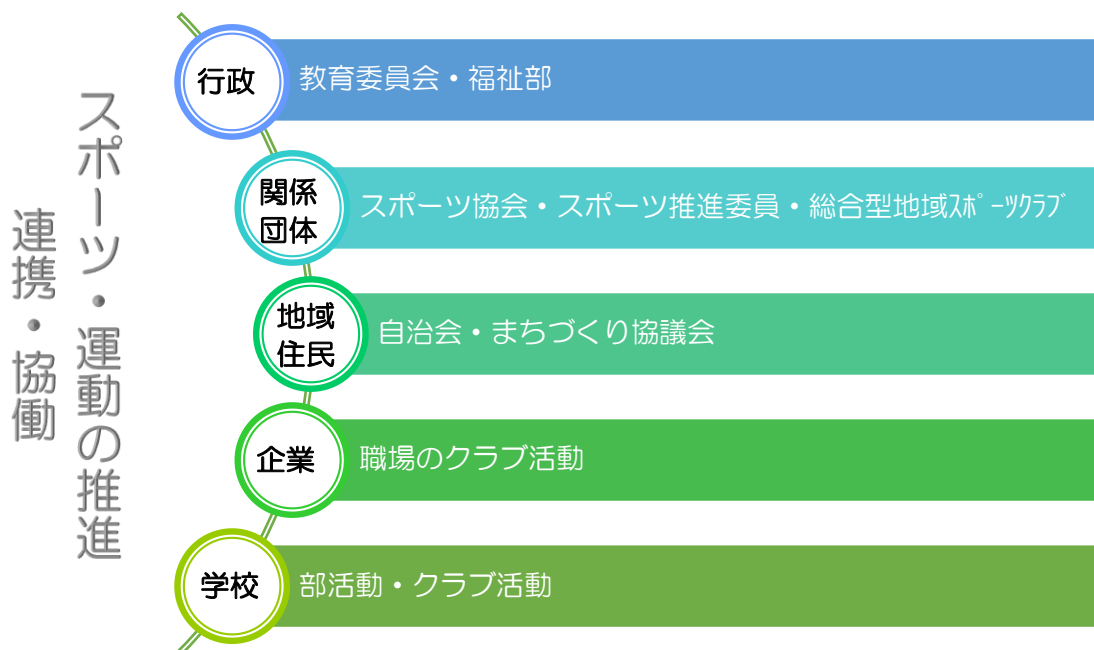 スポーツ・運動の推進
連携・協働
行政
教育委員会・福祉部
関係
団体
スポーツ協会・スポーツ推進委員・総合型地域ｽﾎﾟｰﾂｸﾗﾌﾞ
地域
住民
自治会・まちづくり協議会
企業
職場のクラブ活動
学校
部活動・クラブ活動